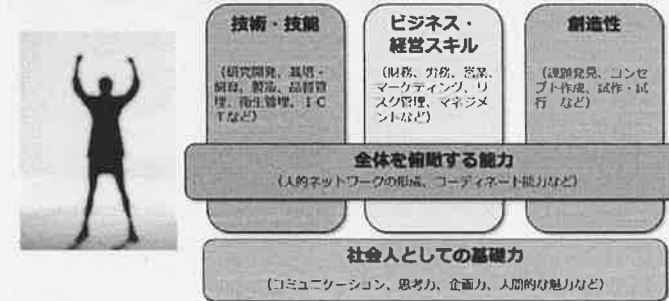 技術・技能
(研究開発、栽培・
飼育、製造、品質管
理、衛生管理、IC
Tなど)
ビジネス・
経営スキル
(財務、労務、営業、
マーケティング、リ
スク管理、マネジメ
ントなど)
創造性
(課題発見、コンセ
プト作成、試作・試
行 など)
全体を俯瞰する能力
(人的ネットワークの形成、コーディネート能力など)
社会人としての基礎力
(コミュニケーション、思考力、企画力、人間的な魅力など)